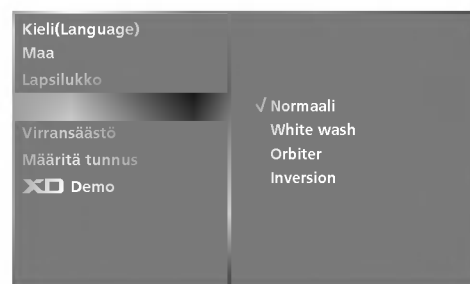 Kieli(Language)
Maa
Lapsilukko
Virransäästö
Määritä tunnus
XD Demo
√ Normaali
White wash
Orbiter
Inversion